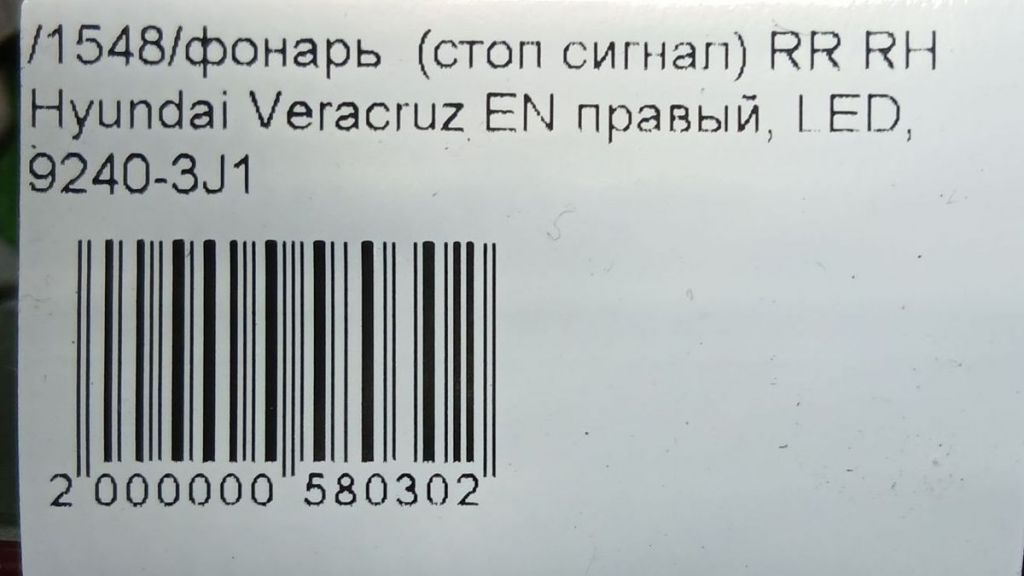 /1548/фонарь (стоп сигнал) RR RH
Hyundai Veracruz EN правый, LED,
9240-3J1
2 000000 580302